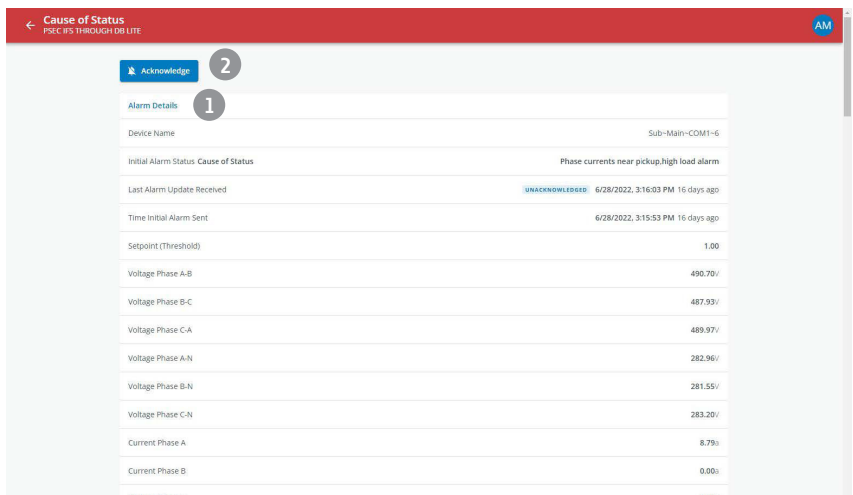 Cause of Status
PSEC IFS THROUGH DB LITE
AM
Acknowledge
2
Alarm Details
1
Device Name Sub~Main~COM1~6
Initial Alarm Status Cause of Status Phase currents near pickup,high load alarm
Last Alarm Update Received UNACKNOWLEDGED 6/28/2022, 3:16:03 PM 16 days ago
Time Initial Alarm Sent 6/28/2022, 3:15:53 PM 16 days ago
Setpoint (Threshold) 1.00
Voltage Phase A-B 490.70V
Voltage Phase B-C 487.93V
Voltage Phase C-A 489.97V
Voltage Phase A-N 282.96V
Voltage Phase B-N 281.55V
Voltage Phase C-N 283.20V
Current Phase A 8.79a
Current Phase B 0.00a